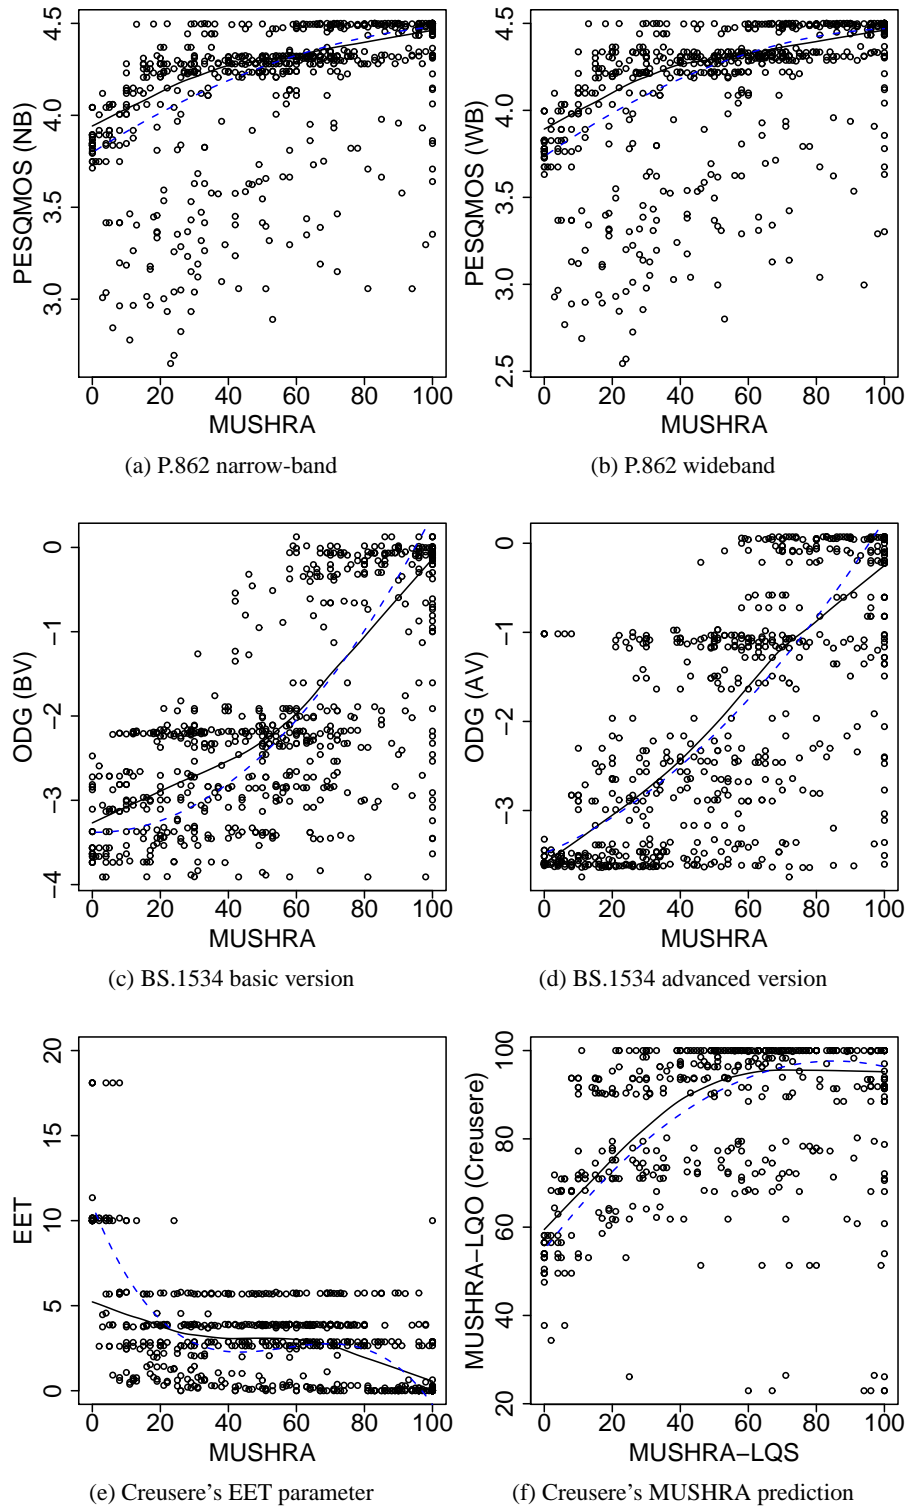 4.5
4.0
3.5
3.0
PESQMOS (NB)
0 20 40 60 80 100
MUSHRA
(a) P.862 narrow-band
4.5
4.0
3.5
3.0
2.5
PESQMOS (WB)
0 20 40 60 80 100
MUSHRA
(b) P.862 wideband
0
−1
−2
−3
−4
ODG (BV)
0 20 40 60 80 100
MUSHRA
(c) BS.1534 basic version
0
−1
−2
−3
ODG (AV)
0 20 40 60 80 100
MUSHRA
(d) BS.1534 advanced version
20
15
10
5
0
EET
0 20 40 60 80 100
MUSHRA
(e) Creusere's EET parameter
100
80
60
40
20
MUSHRA−LQO (Creusere)
0 20 40 60 80 100
MUSHRA−LQS
(f) Creusere's MUSHRA prediction